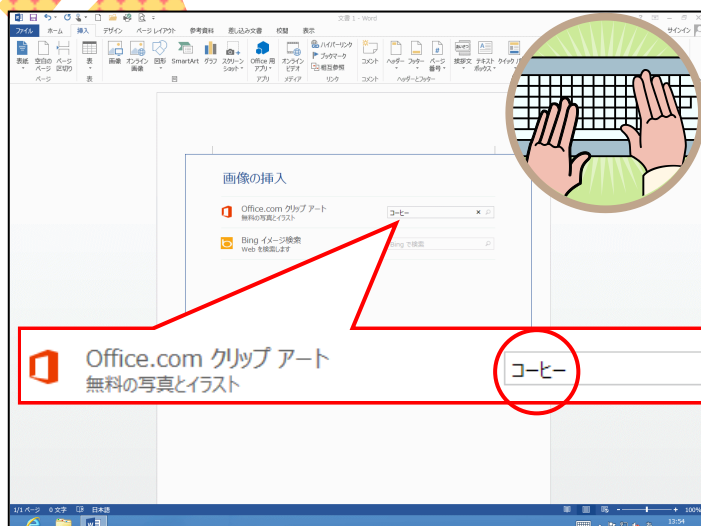 文書 1 - Word
サインイン
ファイル ホーム 挿入 デザイン ページ レイアウト 参考資料 差し込み文書 校閲 表示
表紙 空白の ページ ページ 区切り
表
画像 オンライン 画像 図形 SmartArt グラフ スクリーン ショット
Office 用 アプリ
オンライン ビデオ
ハイパーリンク
ブックマーク
相互参照
コメント
ヘッダー フッター ページ 番号
挨拶文 テキスト ボックス クイック
ページ 表 図 アプリ メディア リンク コメント ヘッダーとフッター
画像の挿入
Office.com クリップ アート
無料の写真とイラスト
コーヒー
Bing イメージ検索
Web を検索します
Bing で検索
Office.com クリップ アート
無料の写真とイラスト
コーヒー
1/1 ページ 0 文字 日本語
100%
13:54